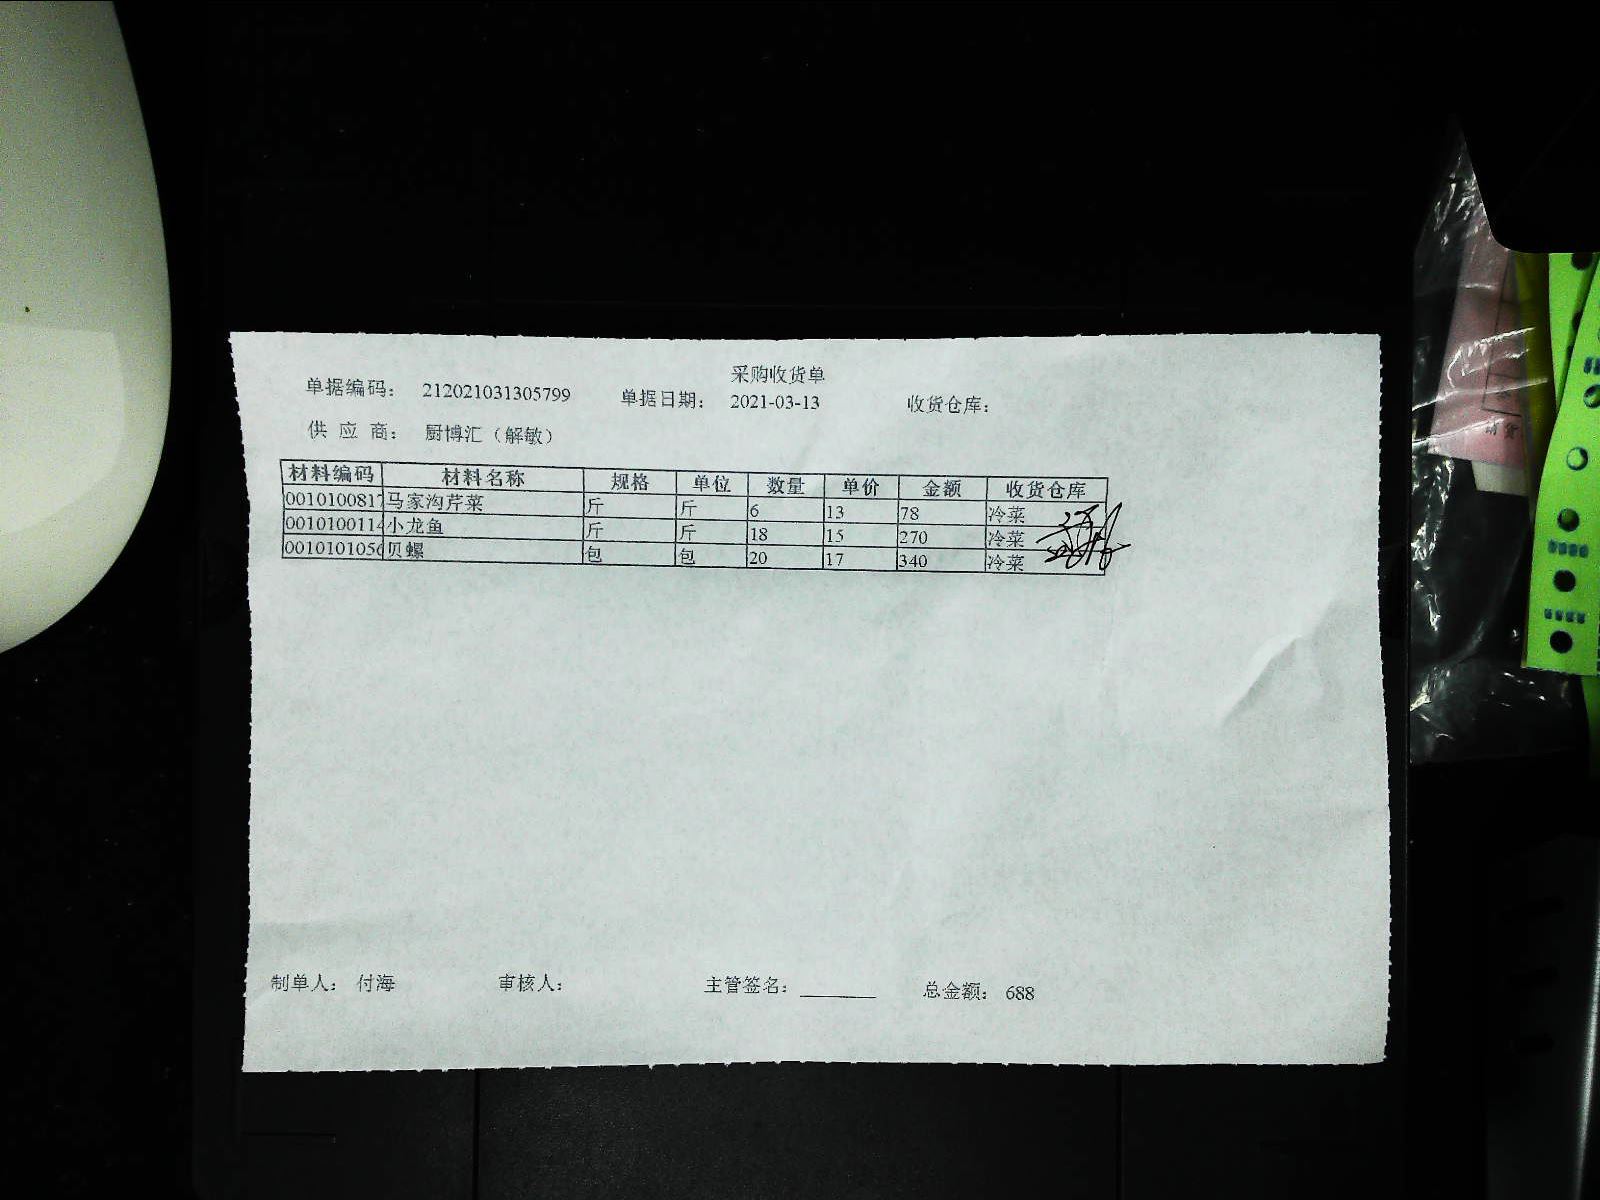 采购收货单
单据编码： 212021031305799 单据日期： 2021-03-13 收货仓库：
供 应 商： 厨博汇（解敏）
材料编码 材料名称 规格 单位 数量 单价 金额 收货仓库
0010100817 马家沟芹菜 斤 斤 6 13 78 冷菜
0010100114 小龙鱼 斤 斤 18 15 270 冷菜
001010105 贝螺 包 包 20 17 340 冷菜
制单人： 付海 审核人： 主管签名： 总金额： 688